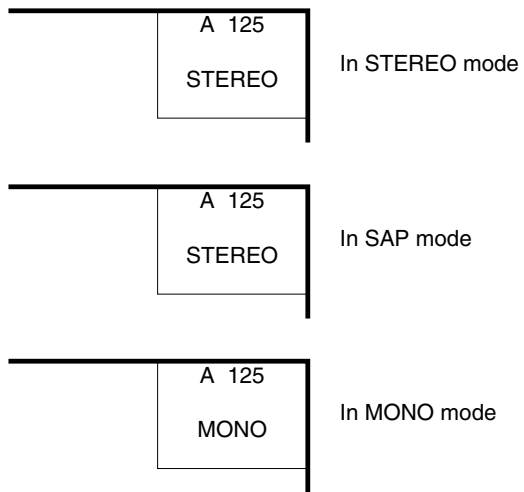 A 125
STEREO
In STEREO mode
A 125
STEREO
In SAP mode
A 125
MONO
In MONO mode